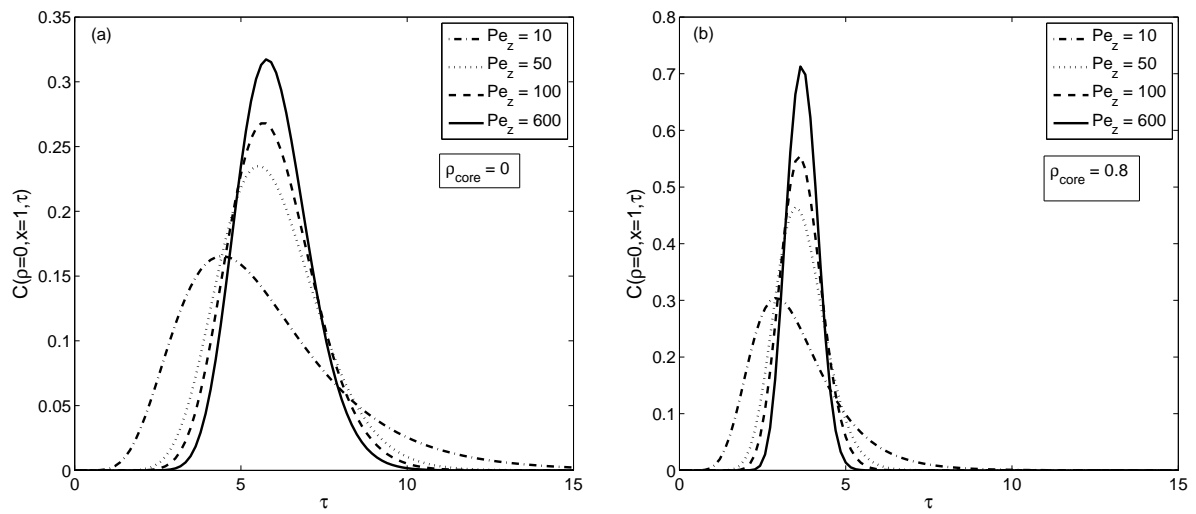 (a)
Pe_z = 10
Pe_z = 50
Pe_z = 100
Pe_z = 600
ρ_core = 0
0.35
0.3
0.25
0.2
0.15
0.1
0.05
0
C(ρ=0,x=1,τ)
0 5 10 15
τ
(b)
Pe_z = 10
Pe_z = 50
Pe_z = 100
Pe_z = 600
ρ_core = 0.8
0.8
0.7
0.6
0.5
0.4
0.3
0.2
0.1
0
C(ρ=0,x=1,τ)
0 5 10 15
τ